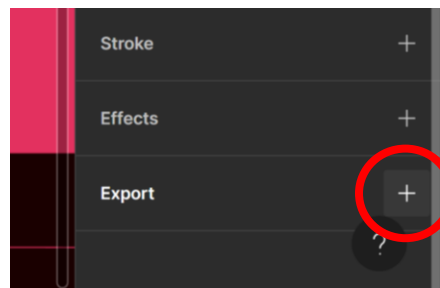 Stroke +
Effects +
Export +
?